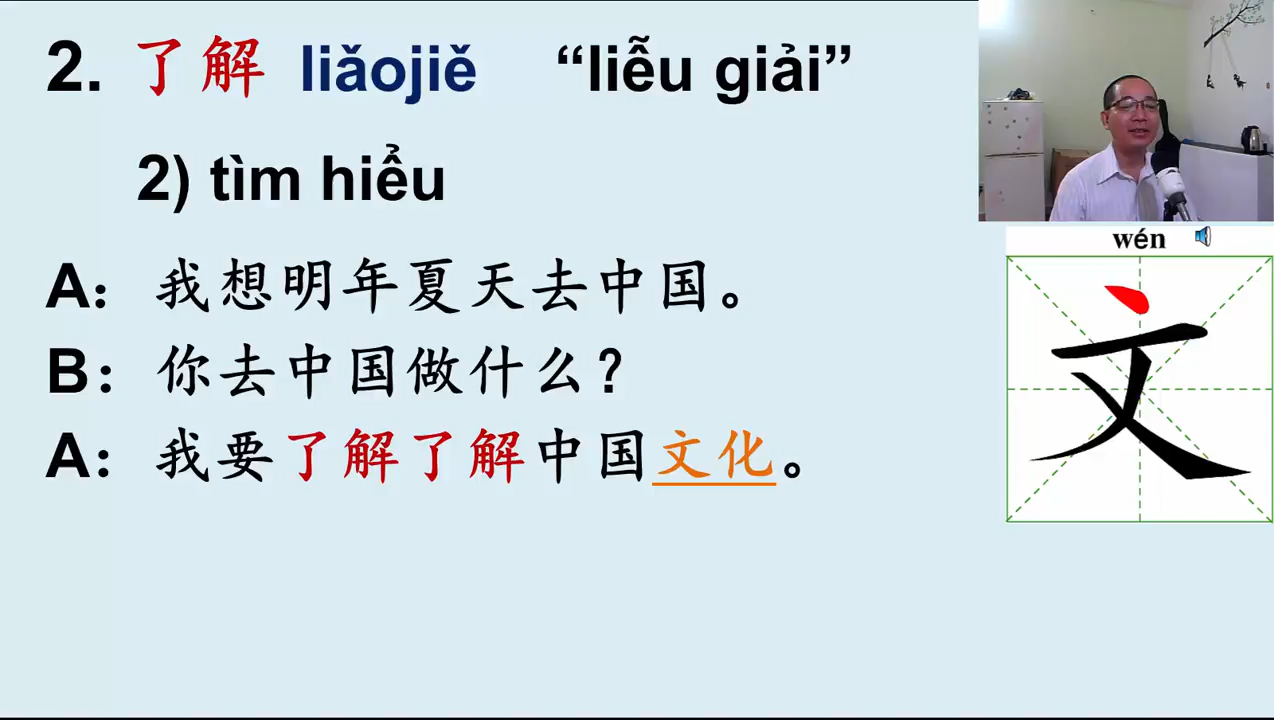 2. 了解 liǎojiě “liễu giải”
2) tìm hiểu
A：我想明年夏天去中国。
B：你去中国做什么？
A：我要了解了解中国文化。
wén
文